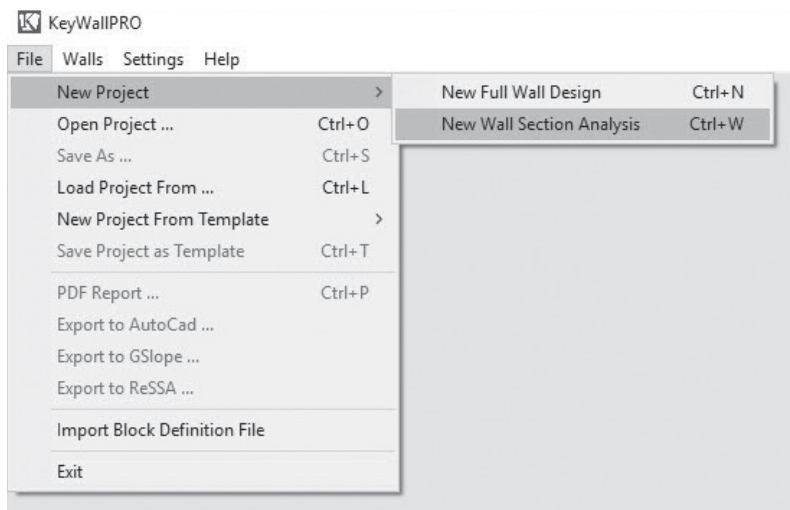 KeyWallPRO
File Walls Settings Help
New Project >
New Full Wall Design Ctrl+N
Open Project ... Ctrl+O
New Wall Section Analysis Ctrl+W
Save As ... Ctrl+S
Load Project From ... Ctrl+L
New Project From Template >
Save Project as Template Ctrl+T
PDF Report ... Ctrl+P
Export to AutoCad ...
Export to GSlope ...
Export to ReSSA ...
Import Block Definition File
Exit